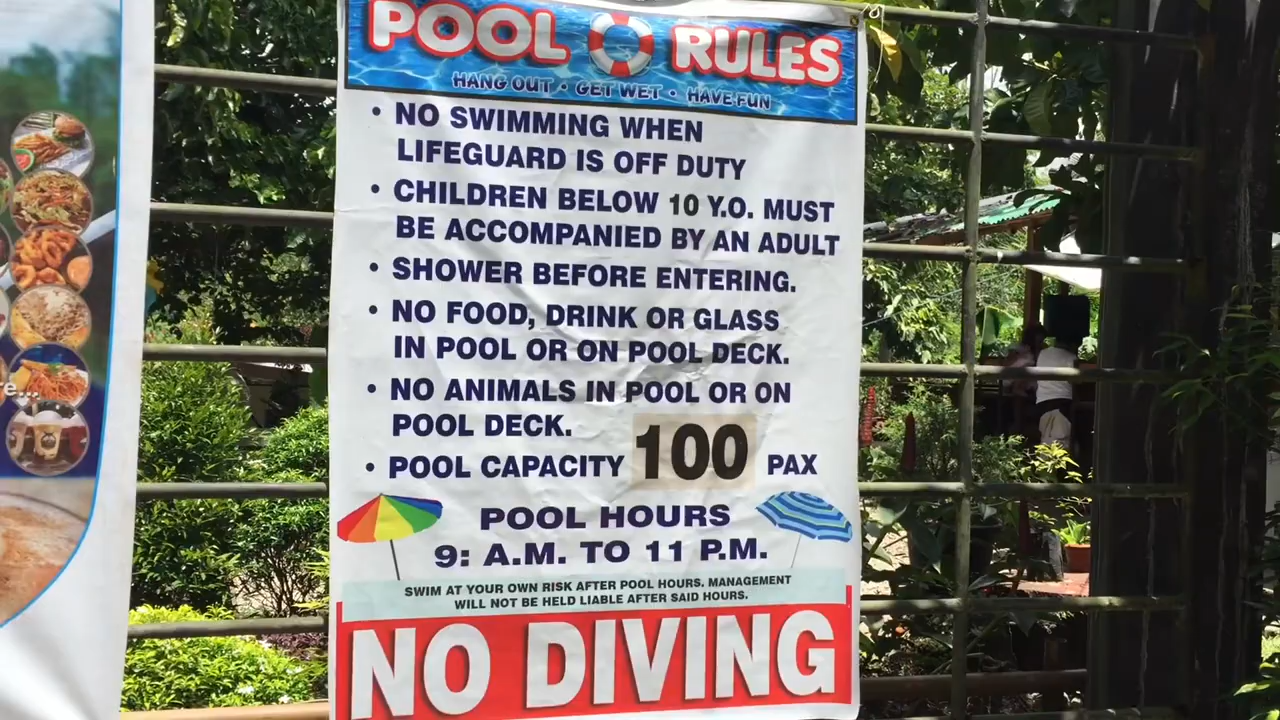 POOL RULES
HANG OUT • GET WET • HAVE FUN
• NO SWIMMING WHEN
LIFEGUARD IS OFF DUTY
• CHILDREN BELOW 10 Y.O. MUST
BE ACCOMPANIED BY AN ADULT
• SHOWER BEFORE ENTERING.
• NO FOOD, DRINK OR GLASS
IN POOL OR ON POOL DECK.
• NO ANIMALS IN POOL OR ON
POOL DECK.
• POOL CAPACITY 100 PAX
POOL HOURS
9: A.M. TO 11 P.M.
SWIM AT YOUR OWN RISK AFTER POOL HOURS. MANAGEMENT
WILL NOT BE HELD LIABLE AFTER SAID HOURS.
NO DIVING